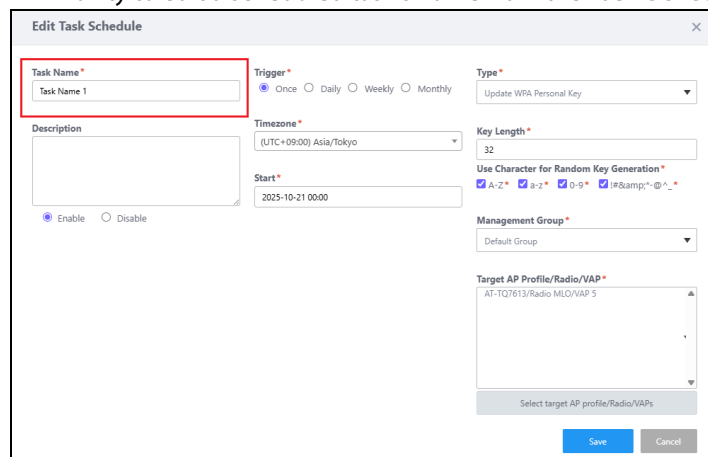 Edit Task Schedule
×
Task Name*
Task Name 1
Description
Enable Disable
Trigger*
Once Daily Weekly Monthly
Timezone*
(UTC+09:00) Asia/Tokyo
Start*
2025-10-21 00:00
Type*
Update WPA Personal Key
Key Length*
32
Use Character for Random Key Generation*
A-Z* a-z* 0-9* !#&amp;*-@^_*
Management Group*
Default Group
Target AP Profile/Radio/VAP*
AT-TQ7613/Radio MLO/VAP 5
Select target AP profile/Radio/VAPs
Save Cancel